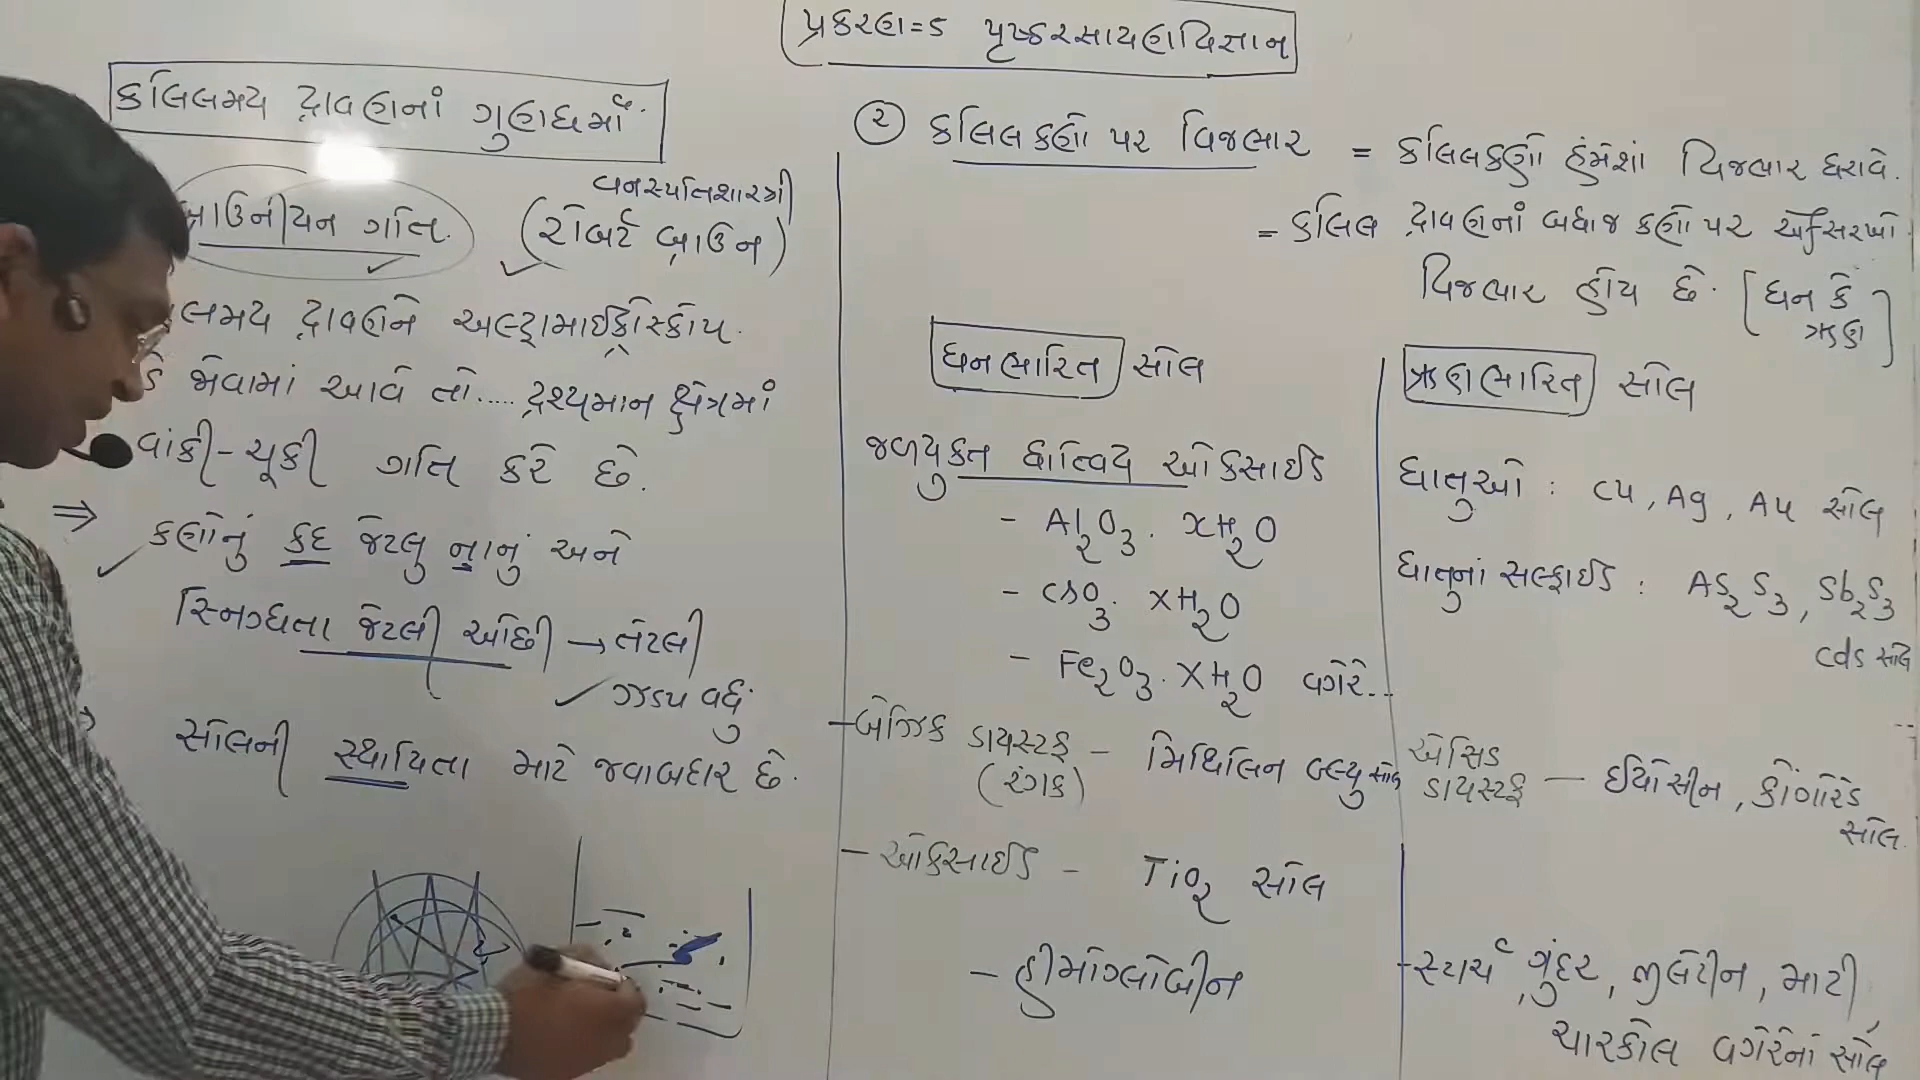 પ્રકરણ=5 પૃષ્ઠરસાયણવિજ્ઞાન
કલિલમય દ્રાવણનાં ગુણધર્મો.
બ્રાઉનીયન ગતિ.
વનસ્પતિશાસ્ત્રી
(રોબર્ટ બ્રાઉન)
લમય દ્રાવણને અલ્ટ્રામાઈક્રોસ્કોપ.
જોવામાં આવે તો..... દ્રશ્યમાન ક્ષેત્રમાં
વાંકી-ચૂકી ગતિ કરે છે.
⇒ કણોનું કદ જેટલુ નાનું અને
સ્નિગ્ધતા જેટલી ઓછી → તેટલી
ઝડપ વધુ
સોલની સ્થાયિતા માટે જવાબદાર છે.
② કલિલ કણો પર વિજભાર = કલિલકણો હંમેશાં વિજભાર ધરાવે.
= કલિલ દ્રાવણનાં બધાજ કણો પર એકસરખો
વિજભાર હોય છે. [ધન કે
ઋણ]
ધનભારિત સોલ
જળયુક્ત ધાત્વિય ઓકસાઈડ
- Al2O3. xH2O
- CrO3. XH2O
- Fe2O3. XH2O વગેરે..
- બેઝિક ડાયસ્ટફ - મિથિલિન બ્લ્યુ સોલ
(રંગક)
- ઓકસાઈડ - TiO2 સોલ
- હીમોગ્લોબીન
ઋણભારિત સોલ
ધાતુઓ : Cu, Ag, Au સોલ
ધાતુનાં સલ્ફાઈડ : AS2S3, Sb2S3
Cds સોલ
એસિડ
ડાયસ્ટફ — ઈયોસીન, કોંગોરેડ
સોલ.
- સ્ટાર્ચ, ગુંદર, જીલેટીન, માટી,
ચારકોલ વગેરેનાં સોલ